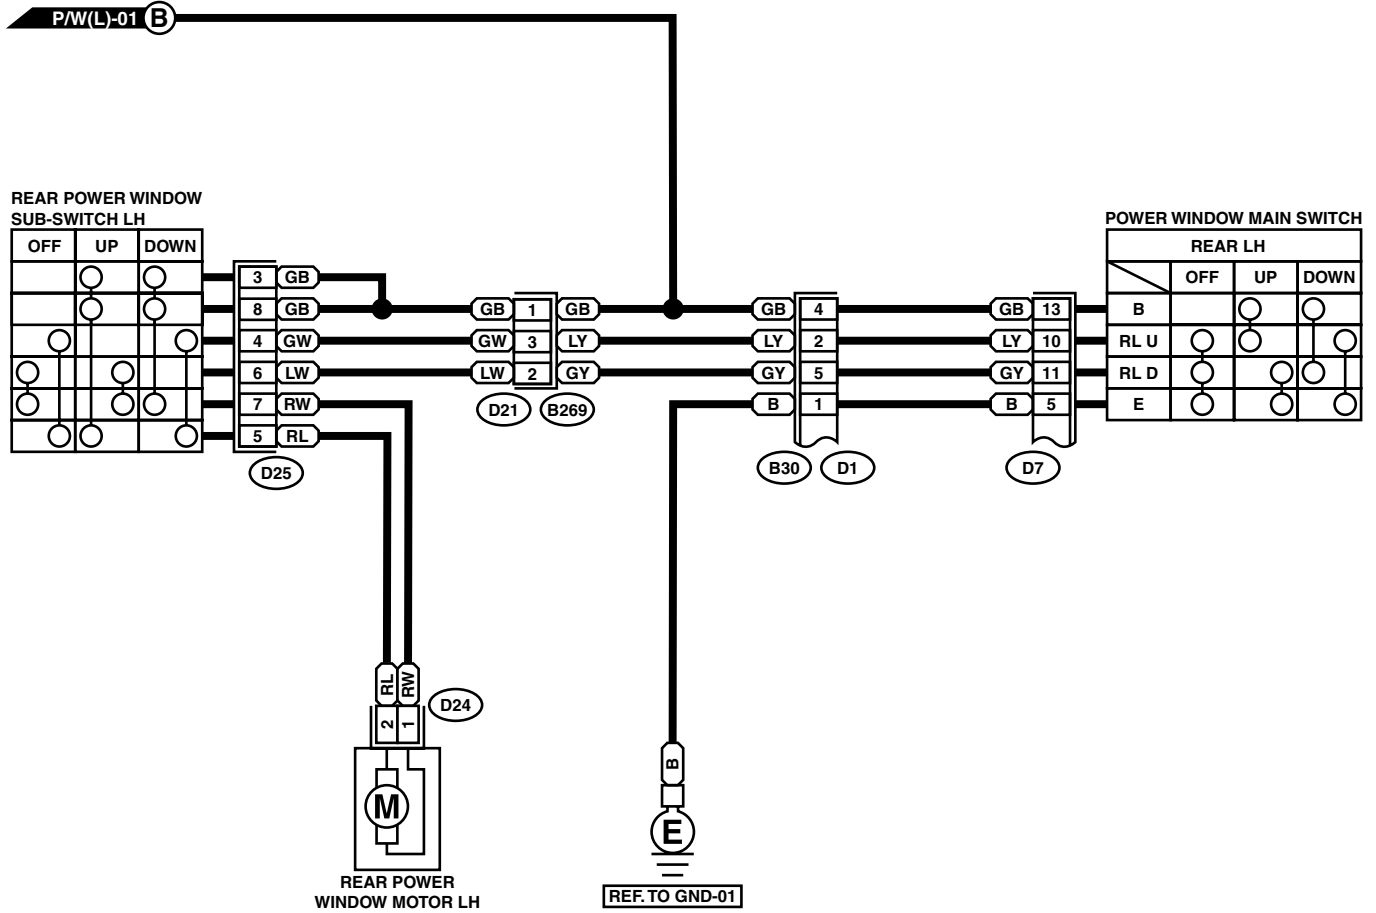 P/W(L)-01 B
REAR POWER WINDOW
SUB-SWITCH LH
OFF UP DOWN
POWER WINDOW MAIN SWITCH
REAR LH
OFF UP DOWN
3 GB
8 GB GB 1 GB GB 4 GB 13 B
4 GW GW 3 LY LY 2 LY 10 RL U
6 LW LW 2 GY GY 5 GY 11 RL D
7 RW B 1 B 5 E
5 RL
D21 B269
D25
B30 D1
D7
RL RW
2 1
D24
M
REAR POWER
WINDOW MOTOR LH
B
E
REF. TO GND-01